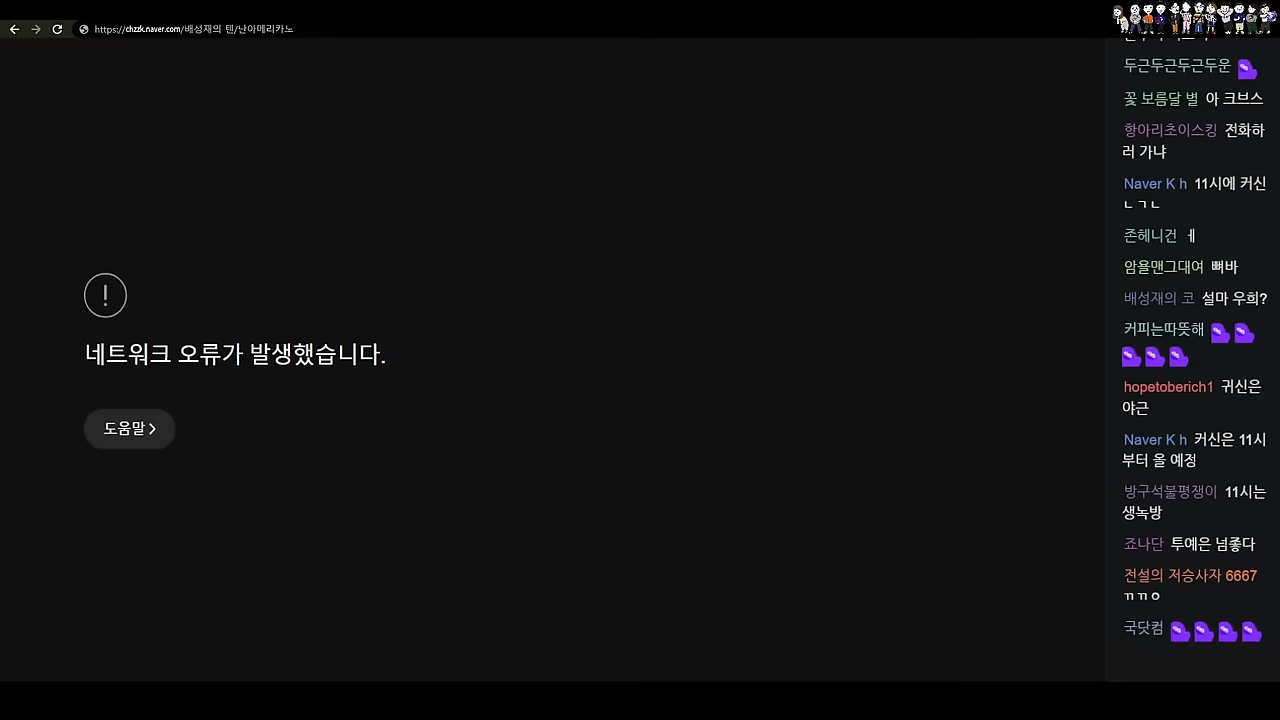 https://chzzk.naver.com/배성재의 텐/난아메리카노
네트워크 오류가 발생했습니다.
도움말
두근두근두근두운
꽃 보름달 별 아 크브스
항아리초이스킹 전화하
러 가냐
Naver K h 11시에 커신
ㄴㄱㄴ
존헤니건 ㅔ
암욜맨그대여 뼈바
배성재의 코 설마 우희?
커피는따뜻해
hopetoberich1 귀신은
야근
Naver K h 커신은 11시
부터 올 예정
방구석불평쟁이 11시는
생녹방
죠나단 투예은 넘좋다
전설의 저승사자 6667
ㄲㄲㅇ
국닷컴